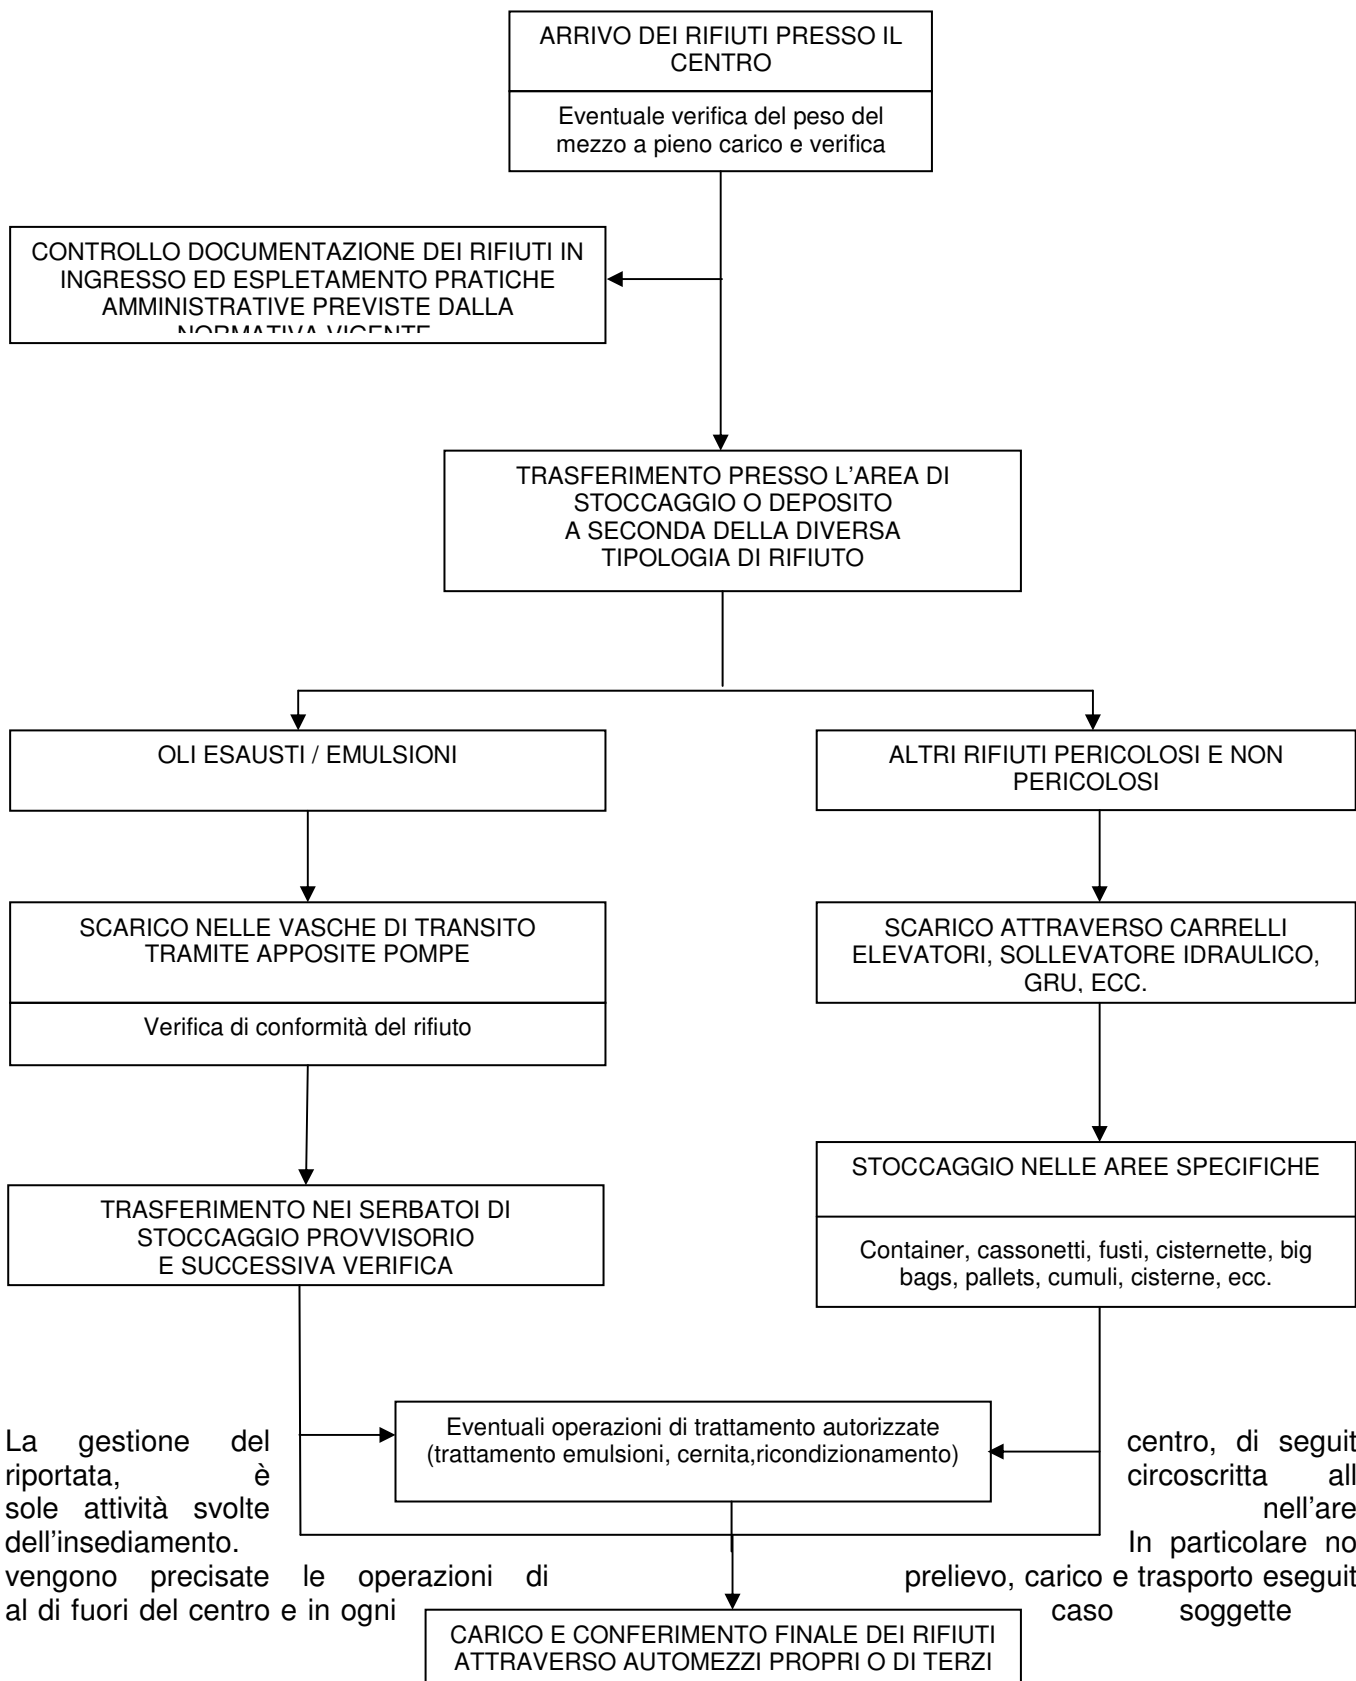 ARRIVO DEI RIFIUTI PRESSO IL
CENTRO
Eventuale verifica del peso del
mezzo a pieno carico e verifica
CONTROLLO DOCUMENTAZIONE DEI RIFIUTI IN
INGRESSO ED ESPLETAMENTO PRATICHE
AMMINISTRATIVE PREVISTE DALLA
NORMATIVA VIGENTE
TRASFERIMENTO PRESSO L'AREA DI
STOCCAGGIO O DEPOSITO
A SECONDA DELLA DIVERSA
TIPOLOGIA DI RIFIUTO
OLI ESAUSTI / EMULSIONI
ALTRI RIFIUTI PERICOLOSI E NON
PERICOLOSI
SCARICO NELLE VASCHE DI TRANSITO
TRAMITE APPOSITE POMPE
Verifica di conformità del rifiuto
SCARICO ATTRAVERSO CARRELLI
ELEVATORI, SOLLEVATORE IDRAULICO,
GRU, ECC.
TRASFERIMENTO NEI SERBATOI DI
STOCCAGGIO PROVVISORIO
E SUCCESSIVA VERIFICA
STOCCAGGIO NELLE AREE SPECIFICHE
Container, cassonetti, fusti, cisternette, big
bags, pallets, cumuli, cisterne, ecc.
Eventuali operazioni di trattamento autorizzate
(trattamento emulsioni, cernita,ricondizionamento)
La gestione del centro, di seguit
riportata, è circoscritta all
sole attività svolte nell'are
dell'insediamento. In particolare no
vengono precisate le operazioni di prelievo, carico e trasporto eseguit
al di fuori del centro e in ogni caso soggette
CARICO E CONFERIMENTO FINALE DEI RIFIUTI
ATTRAVERSO AUTOMEZZI PROPRI O DI TERZI